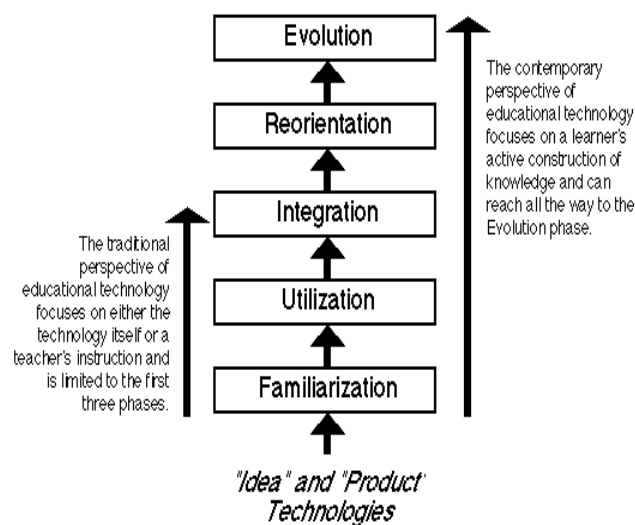 Evolution
Reorientation
Integration
Utilization
Familiarization
"Idea" and "Product"
Technologies
The traditional
perspective of
educational technology
focuses on either the
technology itself or a
teacher's instruction and
is limited to the first
three phases.
The contemporary
perspective of
educational technology
focuses on a learner's
active construction of
knowledge and can
reach all the way to the
Evolution phase.